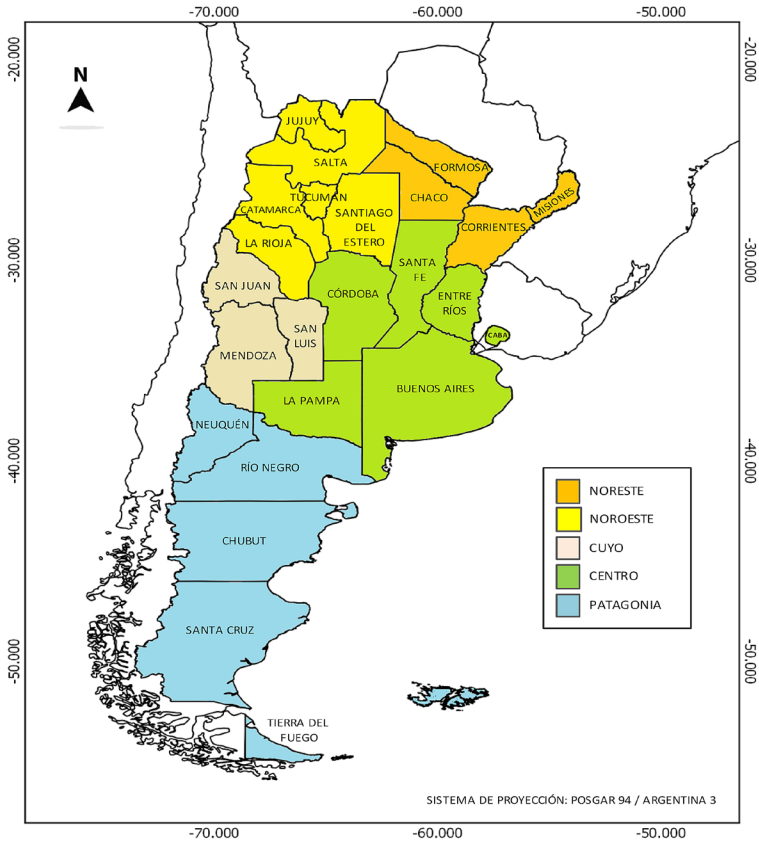 -70.000 -60.000 -50.000
-20.000
-20.000
N
JUJUY
SALTA
FORMOSA
CHACO
MISIONES
TUCUMÁN
CATAMARCA
SANTIAGO
DEL
ESTERO
CORRIENTES
LA RIOJA
-30.000
-30.000
SANTA
FE
SAN JUAN
CÓRDOBA
ENTRE
RÍOS
SAN
LUIS
CABA
MENDOZA
BUENOS AIRES
LA PAMPA
NEUQUÉN
-40.000
-40.000
RÍO NEGRO
NORESTE
NOROESTE
CUYO
CENTRO
PATAGONIA
CHUBUT
SANTA CRUZ
-50.000
-50.000
TIERRA DEL
FUEGO
SISTEMA DE PROYECCIÓN: POSGAR 94 / ARGENTINA 3
-70.000 -60.000 -50.000